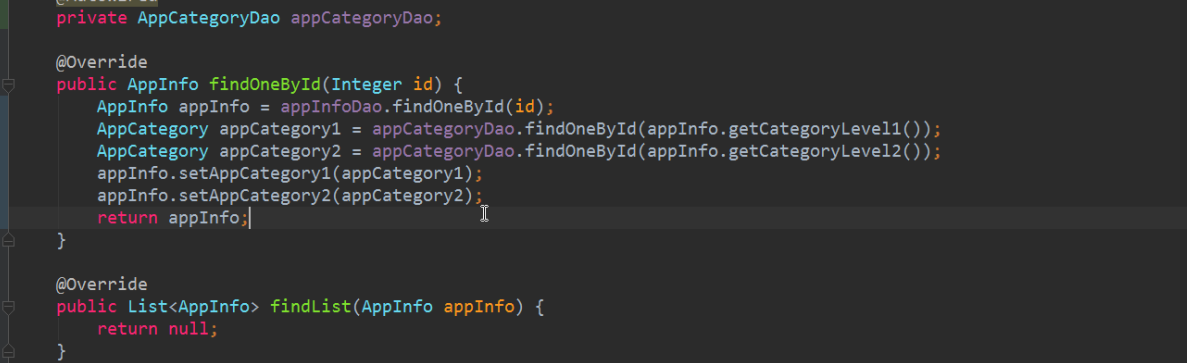 private AppCategoryDao appCategoryDao;
@Override
public AppInfo findOneById(Integer id) {
AppInfo appInfo = appInfoDao.findOneById(id);
AppCategory appCategory1 = appCategoryDao.findOneById(appInfo.getCategoryLevel1());
AppCategory appCategory2 = appCategoryDao.findOneById(appInfo.getCategoryLevel2());
appInfo.setAppCategory1(appCategory1);
appInfo.setAppCategory2(appCategory2);
return appInfo;
}
@Override
public List<AppInfo> findList(AppInfo appInfo) {
return null;
}